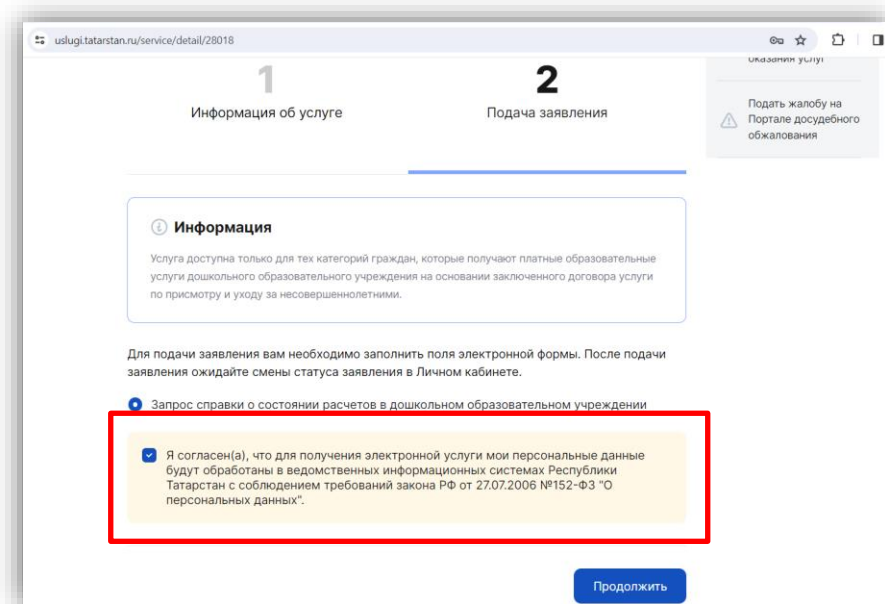 uslugi.tatarstan.ru/service/detail/28018
оказания услуг
1
2
Информация об услуге
Подача заявления
Подать жалобу на
Портале досудебного
обжалования
Информация
Услуга доступна только для тех категорий граждан, которые получают платные образовательные
услуги дошкольного образовательного учреждения на основании заключенного договора услуги
по присмотру и уходу за несовершеннолетними.
Для подачи заявления вам необходимо заполнить поля электронной формы. После подачи
заявления ожидайте смены статуса заявления в Личном кабинете.
Запрос справки о состоянии расчетов в дошкольном образовательном учреждении
Я согласен(а), что для получения электронной услуги мои персональные данные
будут обработаны в ведомственных информационных системах Республики
Татарстан с соблюдением требований закона РФ от 27.07.2006 №152-ФЗ "О
персональных данных".
Продолжить